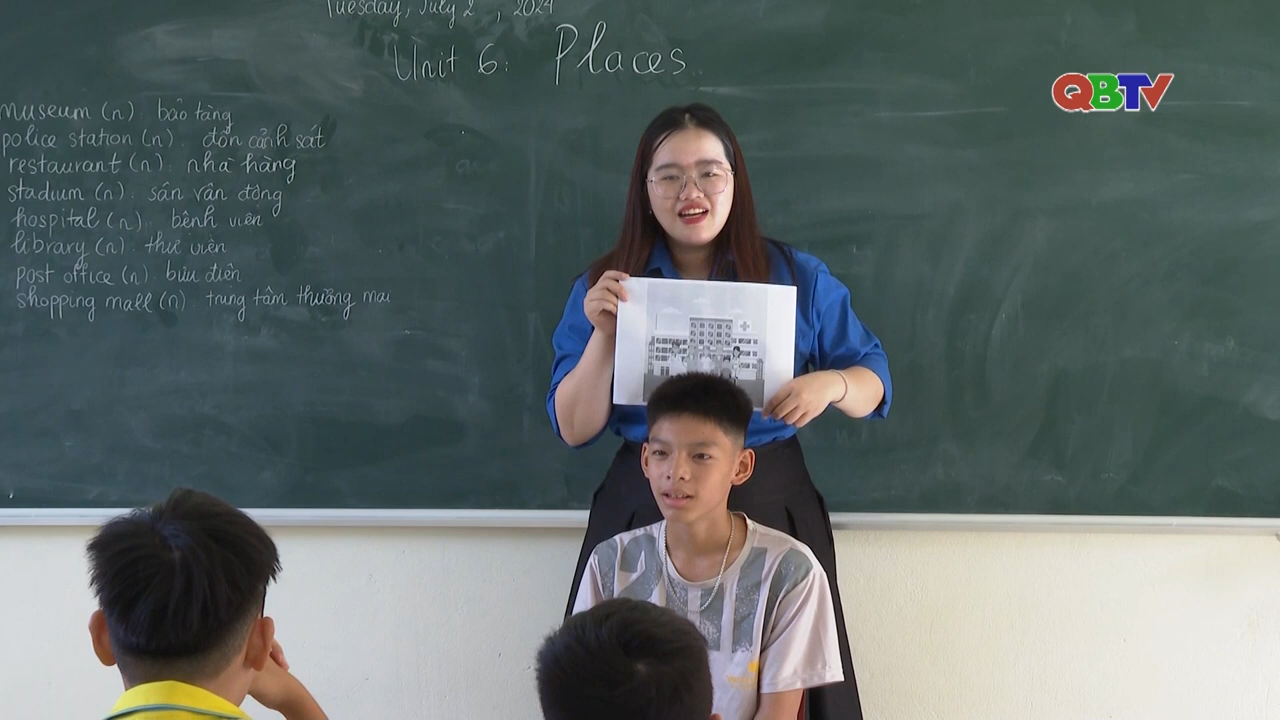 Tuesday, July 2, 2024
Unit 6: Places
QBTV
museum (n) bảo tàng
police station (n): đồn cảnh sát
restaurant (n): nhà hàng
stadium (n): sân vận động
hospital (n): bệnh viện
library (n): thư viện
post office (n): bưu điện
shopping mall (n) trung tâm thương mại